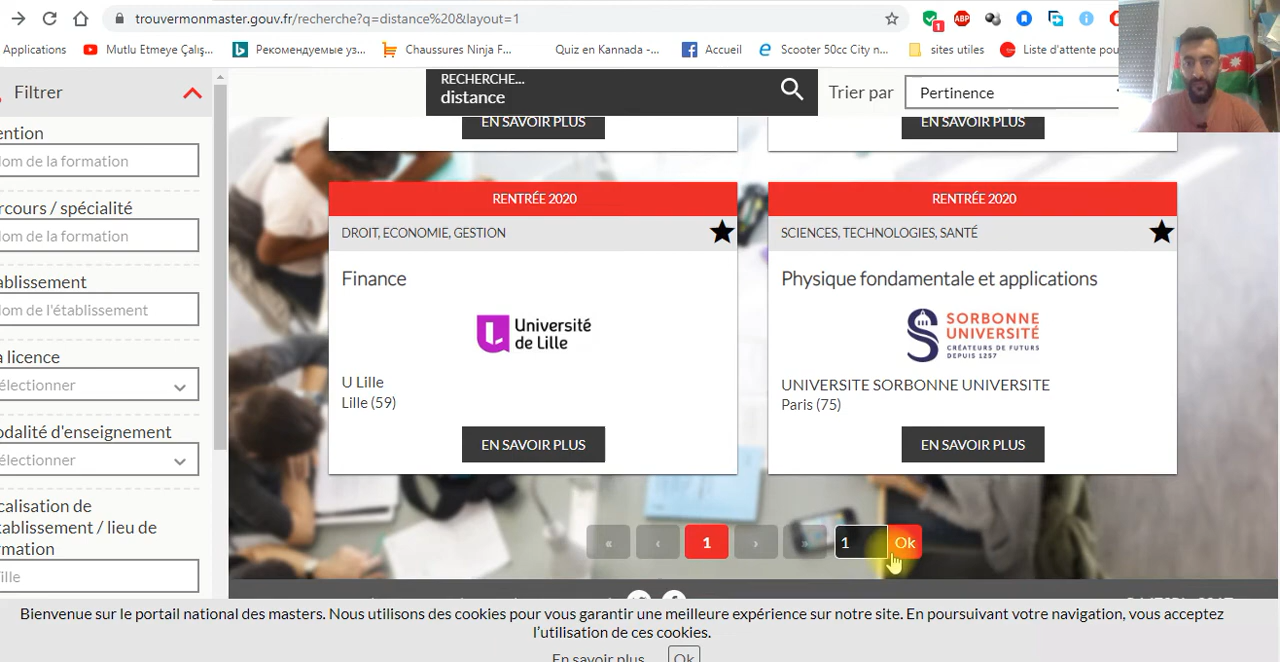 trouvermonmaster.gouv.fr/recherche?q=distance%20&layout=1
1
ABP
Applications
Mutlu Etmeye Çalış...
Рекомендуемые уз...
Chaussures Ninja F...
Quiz en Kannada -...
Accueil
Scooter 50cc City n...
sites utiles
Liste d'attente pou
Filtrer
RECHERCHE...
distance
Trier par
Pertinence
ention
Nom de la formation
rcours / spécialité
Nom de la formation
ablissement
Nom de l'établissement
a licence
électionner
odalité d'enseignement
électionner
calisation de
tablissement / lieu de
rmation
ille
EN SAVOIR PLUS
EN SAVOIR PLUS
RENTRÉE 2020
DROIT, ECONOMIE, GESTION
Finance
Université
de Lille
U Lille
Lille (59)
EN SAVOIR PLUS
RENTRÉE 2020
SCIENCES, TECHNOLOGIES, SANTÉ
Physique fondamentale et applications
SORBONNE
UNIVERSITÉ
CRÉATEURS DE FUTURS
DEPUIS 1257
UNIVERSITE SORBONNE UNIVERSITE
Paris (75)
EN SAVOIR PLUS
« ‹ 1 › » 1 Ok
Bienvenue sur le portail national des masters. Nous utilisons des cookies pour vous garantir une meilleure expérience sur notre site. En poursuivant votre navigation, vous acceptez
l'utilisation de ces cookies.
En savoir plus
Ok